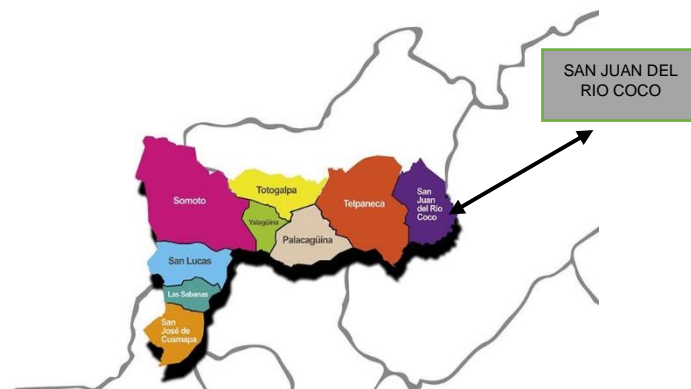 SAN JUAN DEL
RIO COCO
Somoto
Totogalpa
Yalagüina
Palacagüina
Telpaneca
San
Juan
del Río
Coco
San Lucas
Las Sabanas
San
José de
Cusmapa